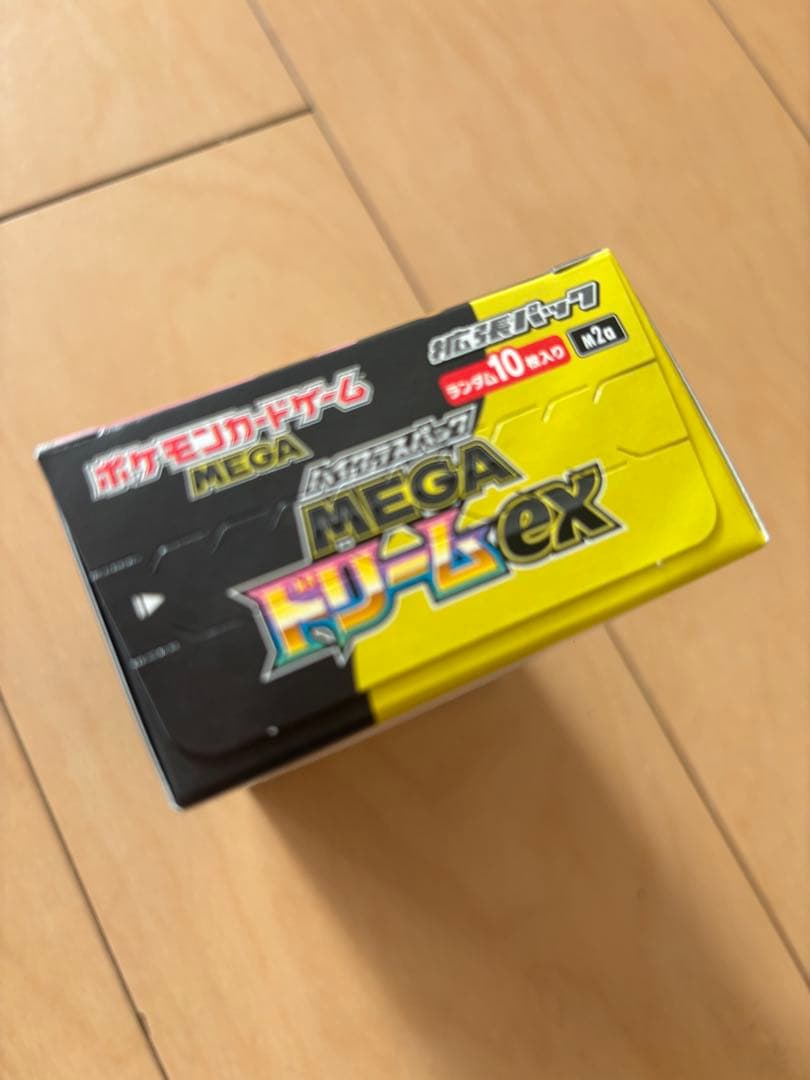 拡張パック
ランダム10枚入り
M2a
ポケモンカードゲーム
MEGA
ハイクラスパック
MEGA
ドリームex